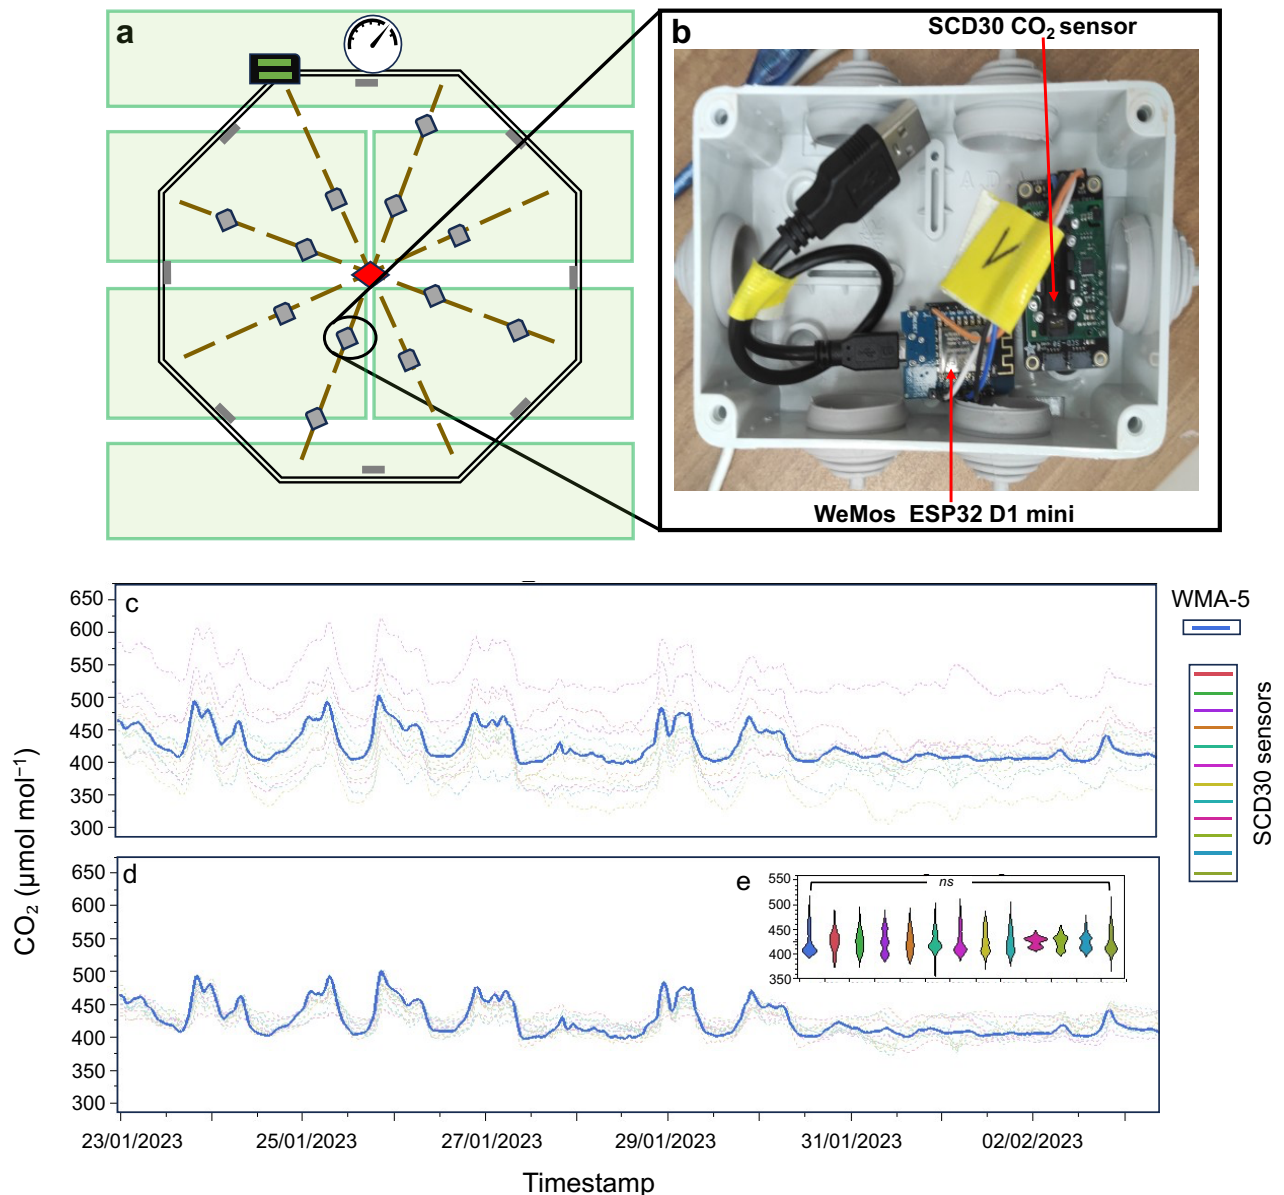 a
b
SCD30 CO₂ sensor
V
WeMos ESP32 D1 mini
c
650
600
550
500
450
400
350
300
WMA-5
SCD30 sensors
CO₂ (µmol mol⁻¹)
d
650
600
550
500
450
400
350
300
e
ns
550
500
450
400
350
23/01/2023
25/01/2023
27/01/2023
29/01/2023
31/01/2023
02/02/2023
Timestamp